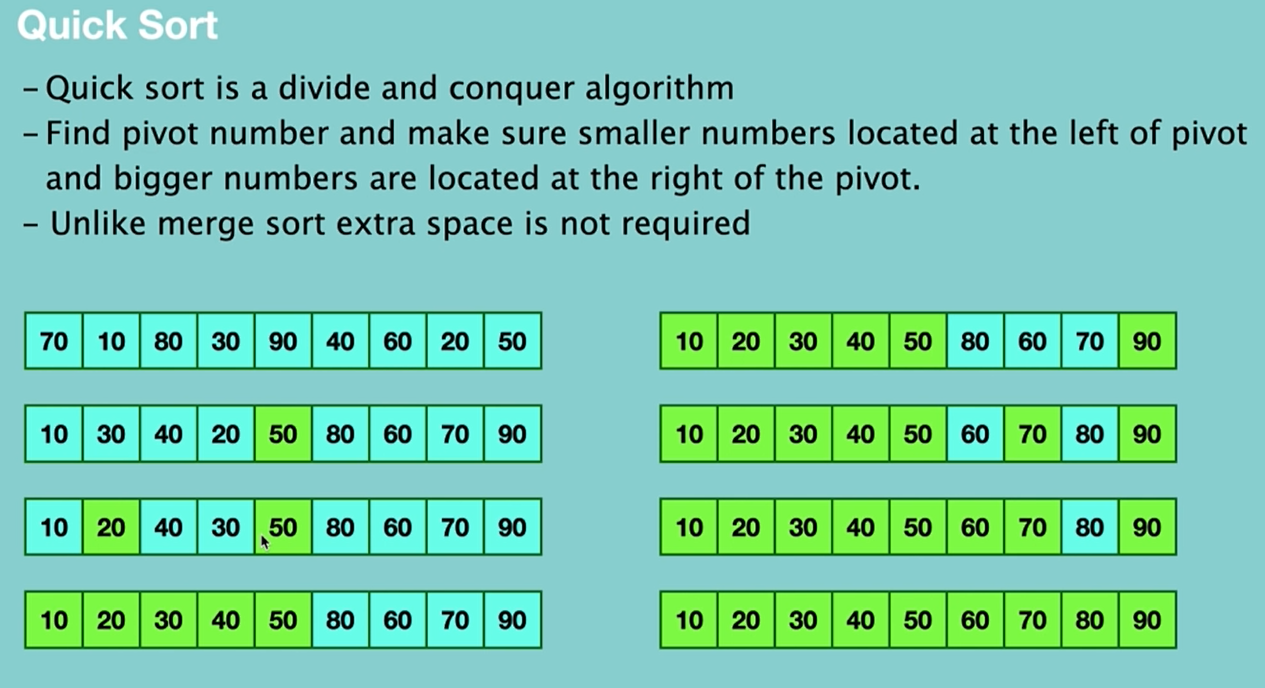 Quick Sort
– Quick sort is a divide and conquer algorithm
– Find pivot number and make sure smaller numbers located at the left of pivot
and bigger numbers are located at the right of the pivot.
– Unlike merge sort extra space is not required
70 10 80 30 90 40 60 20 50
10 30 40 20 50 80 60 70 90
10 20 40 30 50 80 60 70 90
10 20 30 40 50 80 60 70 90
10 20 30 40 50 80 60 70 90
10 20 30 40 50 60 70 80 90
10 20 30 40 50 60 70 80 90
10 20 30 40 50 60 70 80 90